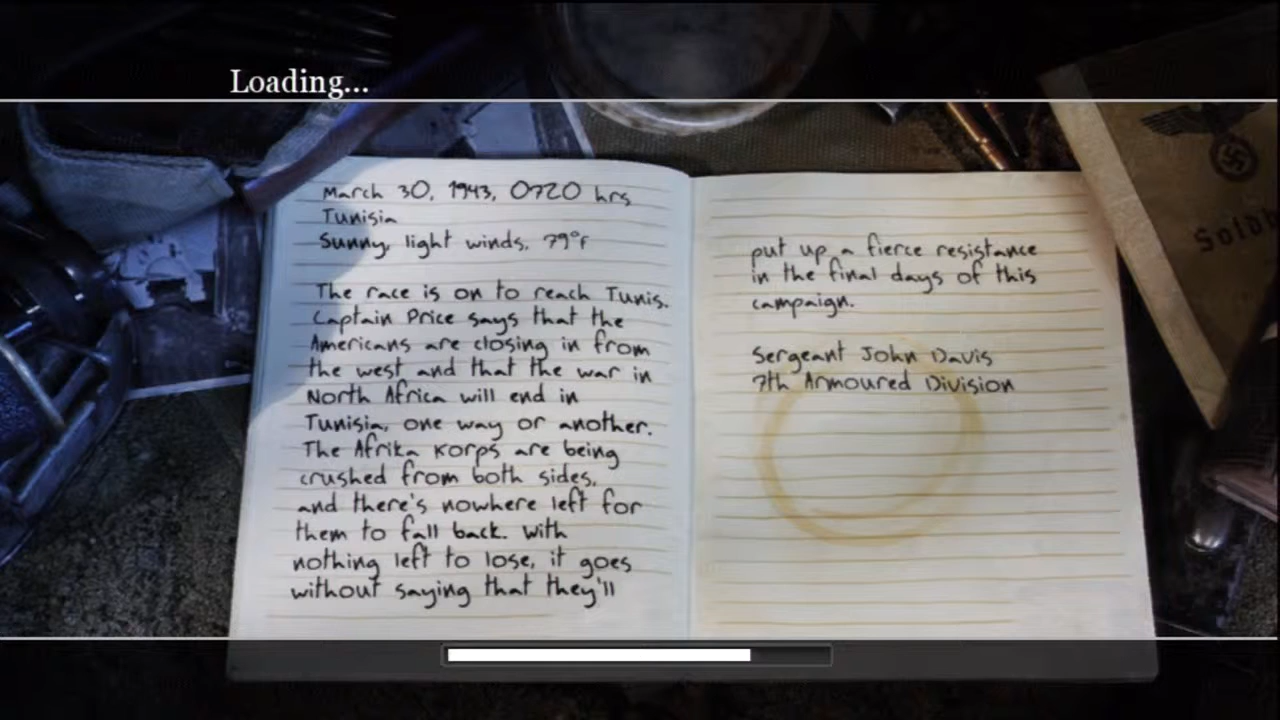 Loading...
March 30, 1943, 0720 hrs
Tunisia
Sunny, light winds, 79°F
The race is on to reach Tunis.
Captain Price says that the
Americans are closing in from
the west and that the war in
North Africa will end in
Tunisia, one way or another.
The Afrika Korps are being
crushed from both sides,
and there's nowhere left for
them to fall back. With
nothing left to lose, it goes
without saying that they'll
put up a fierce resistance
in the final days of this
campaign.
Sergeant John Davis
7th Armoured Division